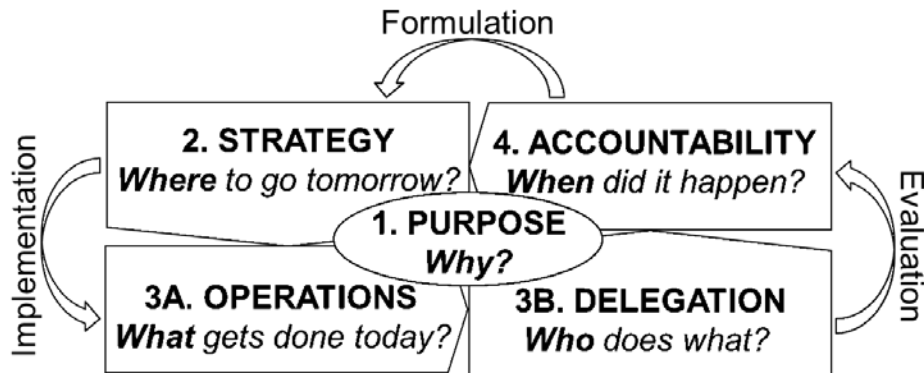 Formulation
Implementation
2. STRATEGY
Where to go tomorrow?
4. ACCOUNTABILITY
When did it happen?
Evaluation
1. PURPOSE
Why?
3A. OPERATIONS
What gets done today?
3B. DELEGATION
Who does what?